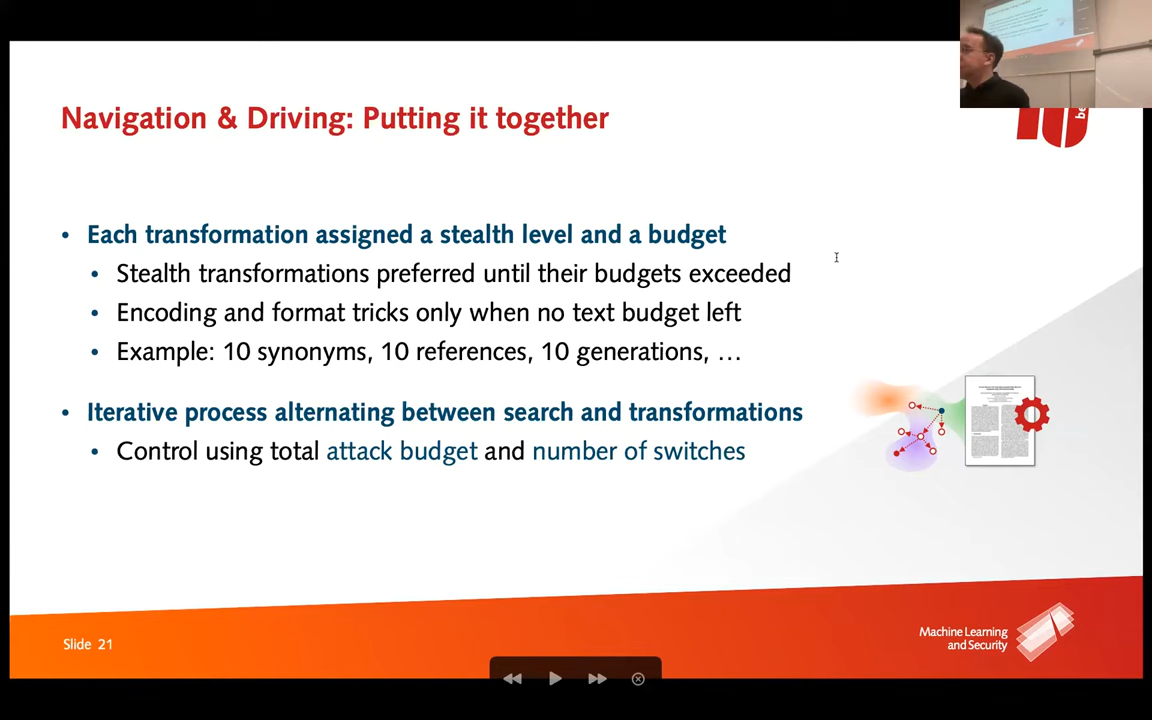 Navigation & Driving: Putting it together
• Each transformation assigned a stealth level and a budget
• Stealth transformations preferred until their budgets exceeded
• Encoding and format tricks only when no text budget left
• Example: 10 synonyms, 10 references, 10 generations, …
• Iterative process alternating between search and transformations
• Control using total attack budget and number of switches
Slide 21
Machine Learning
and Security